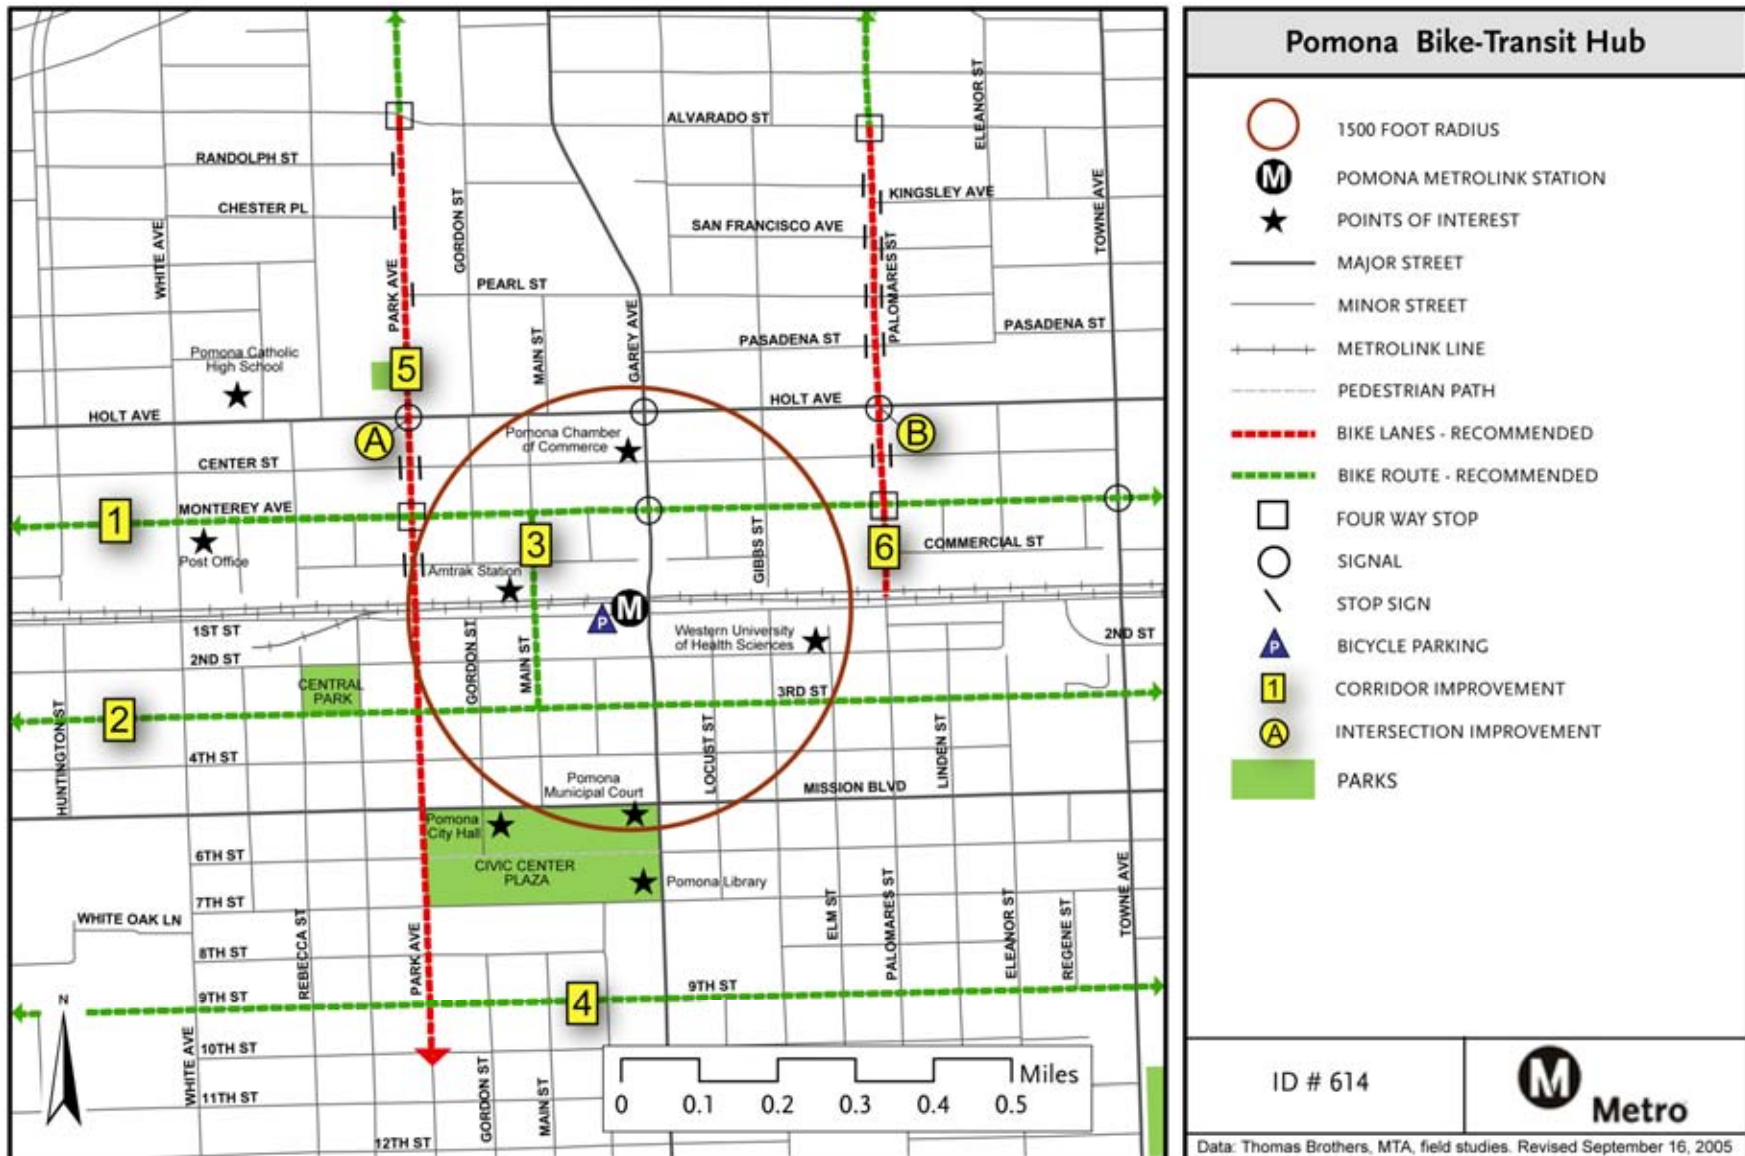 ALVARADO ST
ELEANOR ST
RANDOLPH ST
KINGSLEY AVE
CHESTER PL
GORDON ST
SAN FRANCISCO AVE
TOWNE AVE
WHITE AVE
PARK AVE
PALOMARES ST
PEARL ST
GAREY AVE
MAIN ST
PASADENA ST
PASADENA ST
Pomona Catholic
High School
5
HOLT AVE
HOLT AVE
A
Pomona Chamber
of Commerce
B
CENTER ST
MONTEREY AVE
1
3
6
GIBBS ST
COMMERCIAL ST
Post Office
Amtrak Station
M
P
1ST ST
GORDON ST
MAIN ST
Western University
of Health Sciences
2ND ST
2ND ST
CENTRAL
PARK
3RD ST
2
HUNTINGTON ST
4TH ST
LOCUST ST
LINDEN ST
Pomona
Municipal Court
MISSION BLVD
Pomona
City Hall
6TH ST
CIVIC CENTER
PLAZA
Pomona Library
7TH ST
WHITE OAK LN
REBECCA ST
PARK AVE
ELM ST
PALOMARES ST
ELEANOR ST
REGENE ST
TOWNE AVE
8TH ST
9TH ST
4
9TH ST
N
WHITE AVE
10TH ST
GORDON ST
MAIN ST
11TH ST
12TH ST
Miles
0 0.1 0.2 0.3 0.4 0.5
Pomona Bike-Transit Hub
1500 FOOT RADIUS
M POMONA METROLINK STATION
POINTS OF INTEREST
MAJOR STREET
MINOR STREET
METROLINK LINE
PEDESTRIAN PATH
BIKE LANES - RECOMMENDED
BIKE ROUTE - RECOMMENDED
FOUR WAY STOP
SIGNAL
STOP SIGN
P BICYCLE PARKING
1 CORRIDOR IMPROVEMENT
A INTERSECTION IMPROVEMENT
PARKS
ID # 614
M Metro
Data: Thomas Brothers, MTA, field studies. Revised September 16, 2005